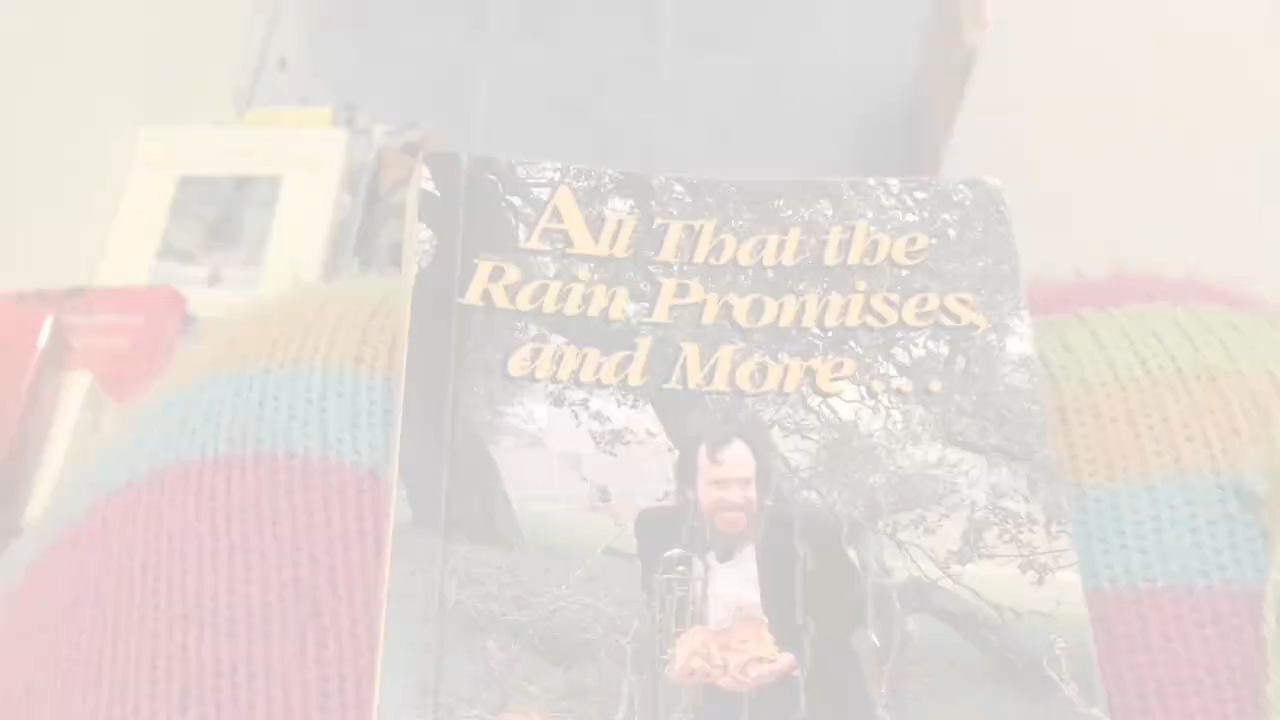 All That the
Rain Promises,
and More...